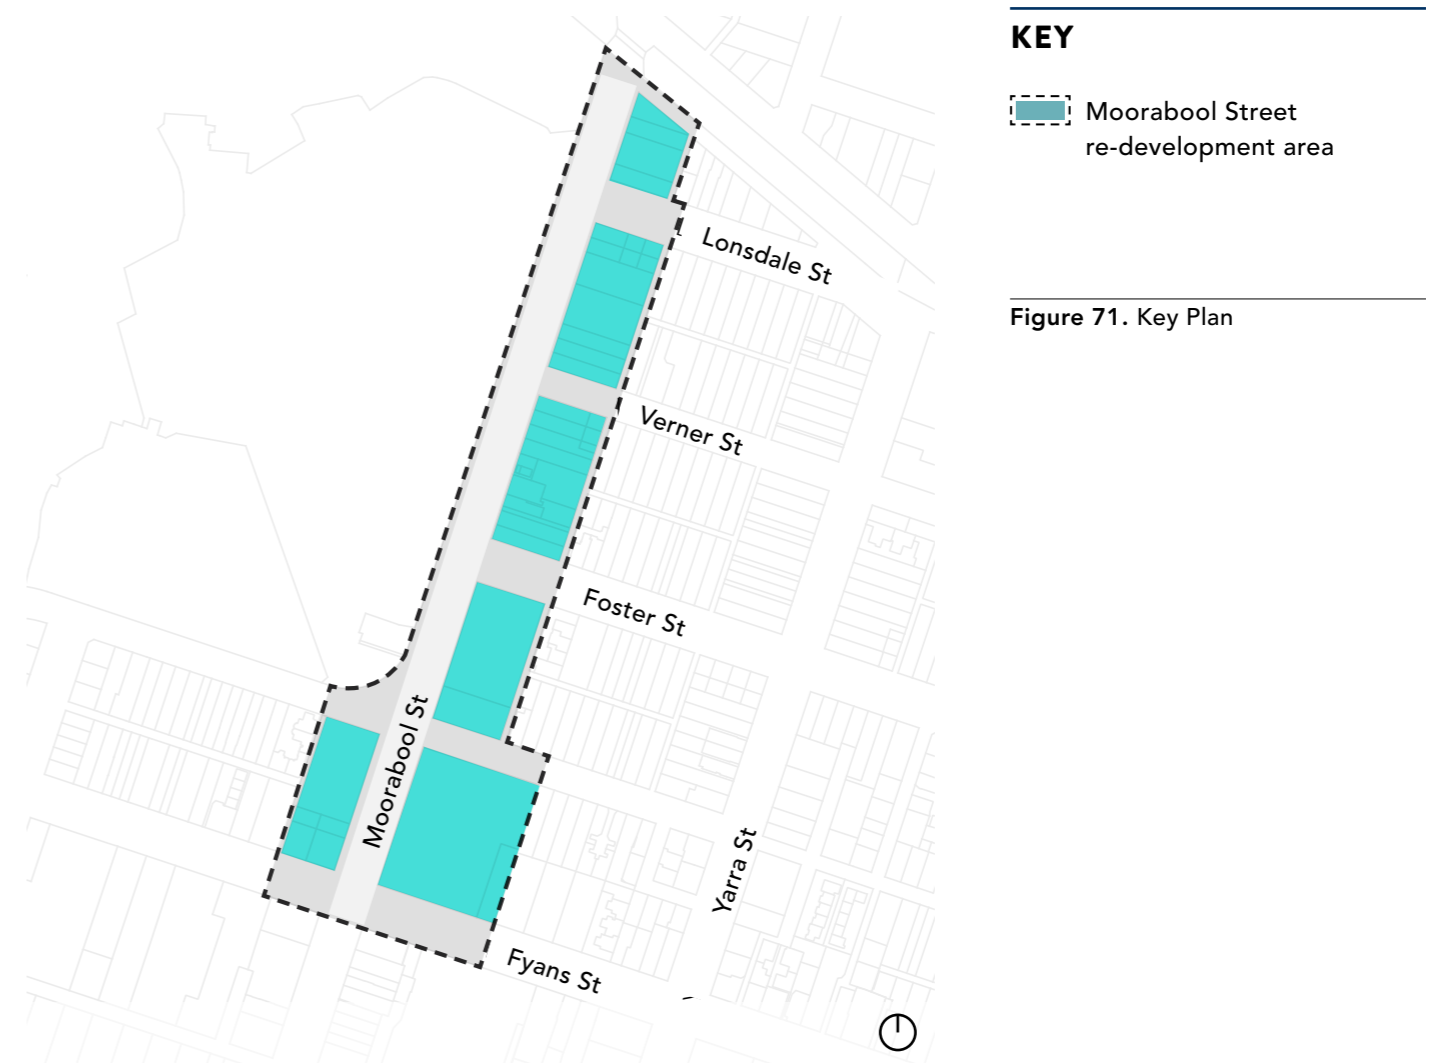 KEY
Moorabool Street
re-development area
Figure 71. Key Plan
Lonsdale St
Verner St
Foster St
Moorabool St
Yarra St
Fyans St